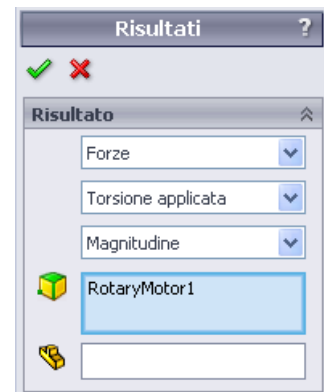 Risultati ?
Risultato
Forze
Torsione applicata
Magnitudine
RotaryMotor1